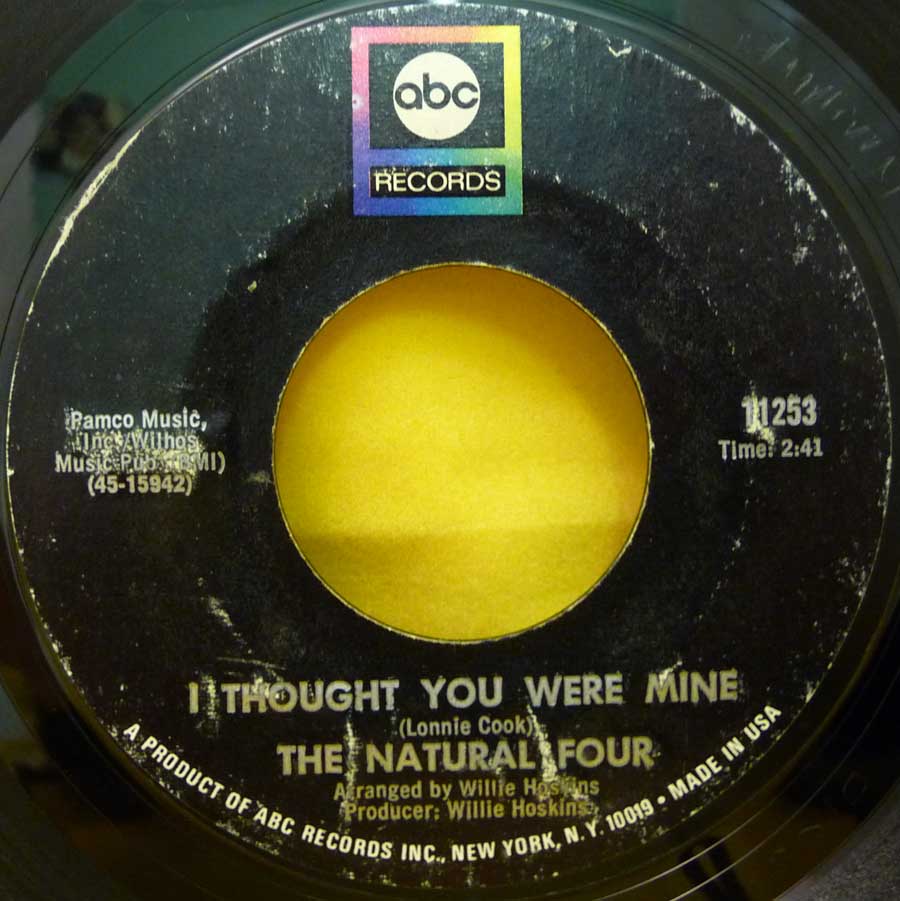 abc
RECORDS
Pamco Music,
Inc./Wilhos
Music Pub. (BMI)
(45-15942)
11253
Time: 2:41
I THOUGHT YOU WERE MINE
(Lonnie Cook)
THE NATURAL FOUR
Arranged by Willie Hoskins
Producer: Willie Hoskins
A PRODUCT OF ABC RECORDS INC., NEW YORK, N.Y. 10019 • MADE IN USA